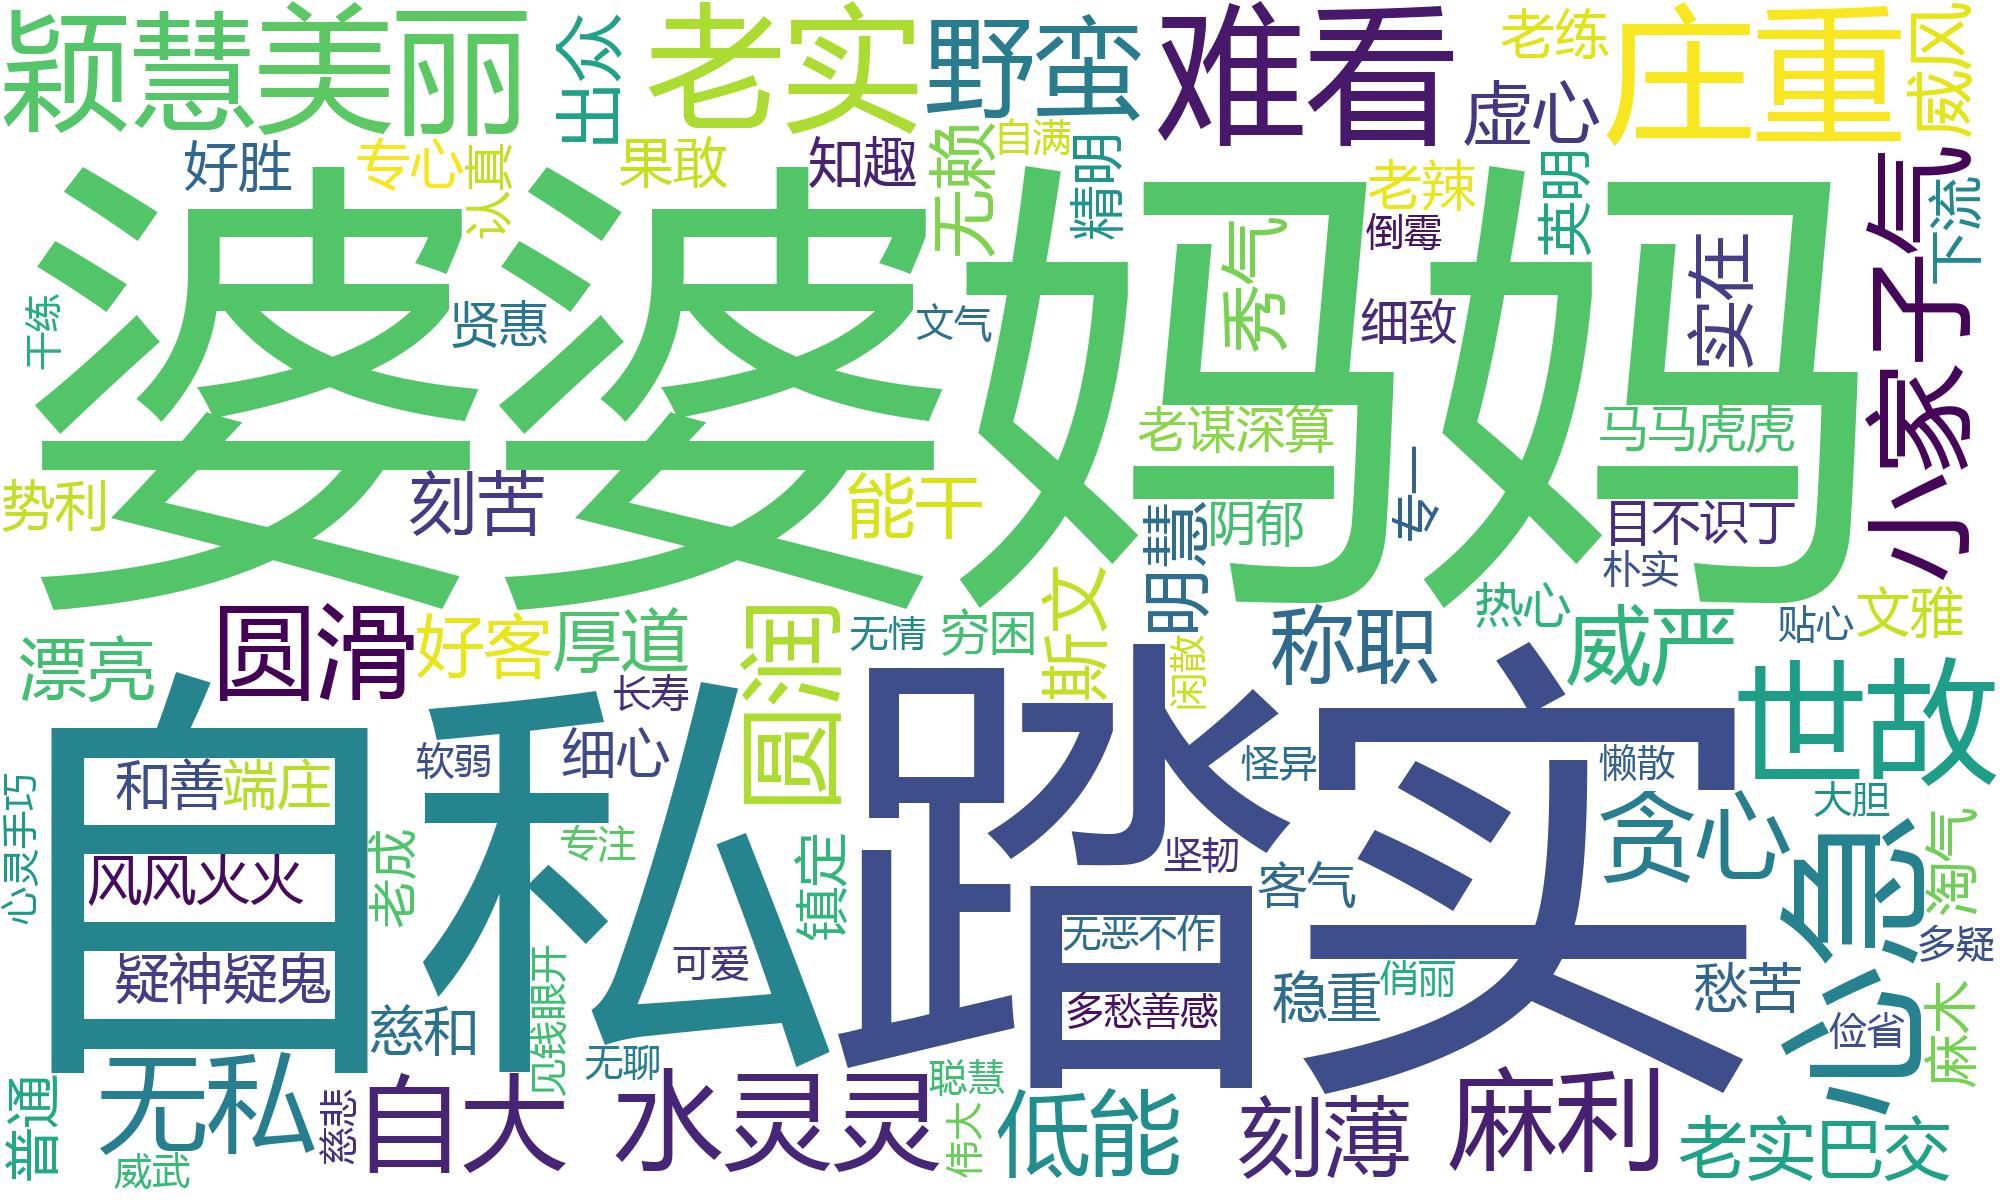 颖慧美丽
出众
老实
野蛮
难看
老练
庄重
威风
虚心
好胜
专心
认真
果敢
知趣
无赖
自满
精明
老辣
倒霉
英明
小家子气
下流
婆婆妈妈
秀气
实在
干练
贤惠
文气
细致
老谋深算
马马虎虎
专一
势利
刻苦
能干
明慧
阴郁
目不识丁
朴实
斯文
热心
贴心
文雅
漂亮
圆滑
好客
厚道
圆润
无情
穷困
闲散
称职
威严
世故
长寿
自私
踏实
软弱
细心
怪异
懒散
和善
端庄
心灵手巧
大胆
贪心
心急
淘气
老成
专注
镇定
坚韧
客气
风风火火
无恶不作
多疑
疑神疑鬼
见钱眼开
可爱
多愁善感
稳重
俏丽
愁苦
麻木
俭省
慈和
无聊
聪慧
普通
无私
慈悲
自大
水灵灵
伟大
低能
刻薄
麻利
老实巴交
威武